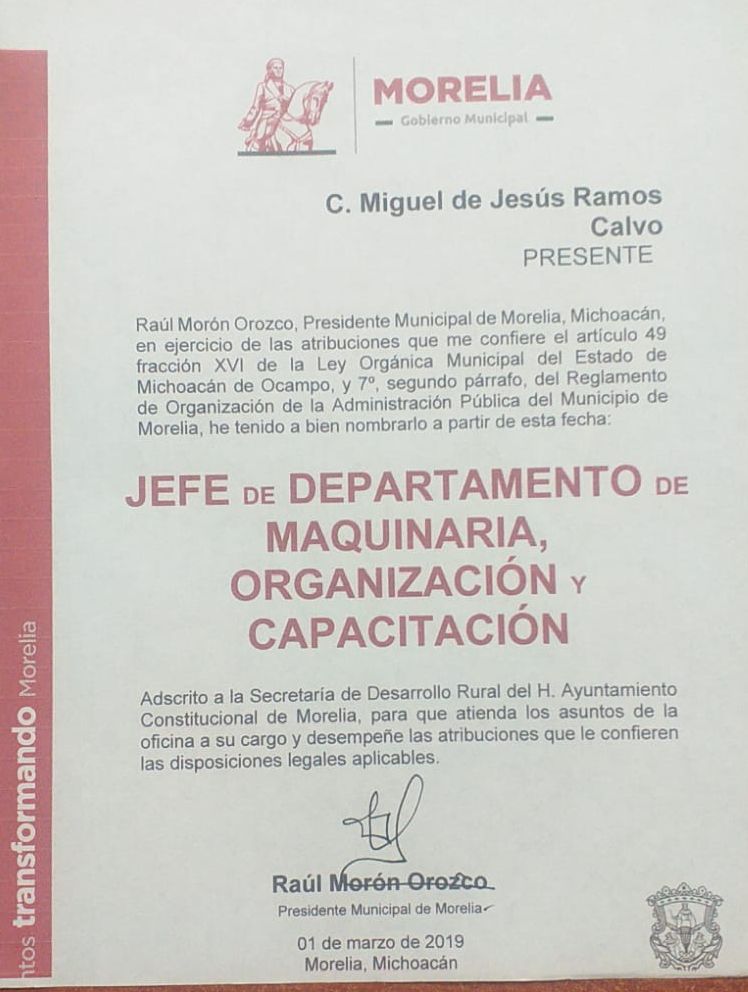 MORELIA
Gobierno Municipal
C. Miguel de Jesús Ramos
Calvo
PRESENTE
Raúl Morón Orozco, Presidente Municipal de Morelia, Michoacán,
en ejercicio de las atribuciones que me confiere el artículo 49
fracción XVI de la Ley Orgánica Municipal del Estado de
Michoacán de Ocampo, y 7º, segundo párrafo, del Reglamento
de Organización de la Administración Pública del Municipio de
Morelia, he tenido a bien nombrarlo a partir de esta fecha:
JEFE DE DEPARTAMENTO DE
MAQUINARIA,
ORGANIZACIÓN Y
CAPACITACIÓN
Adscrito a la Secretaría de Desarrollo Rural del H. Ayuntamiento
Constitucional de Morelia, para que atienda los asuntos de la
oficina a su cargo y desempeñe las atribuciones que le confieren
las disposiciones legales aplicables.
Raúl Morón Orozco
Presidente Municipal de Morelia
01 de marzo de 2019
Morelia, Michoacán
ntos transformando Morelia